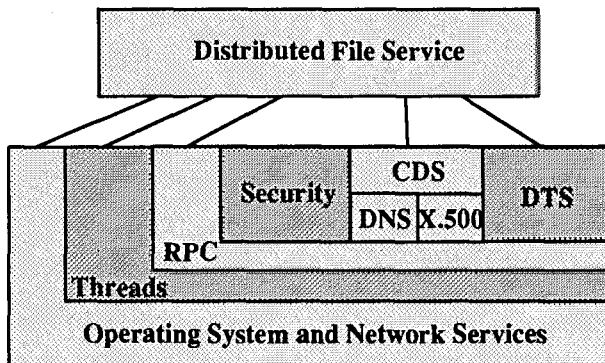 Distributed File Service
CDS
Security
DNS
X.500
DTS
RPC
Threads
Operating System and Network Services